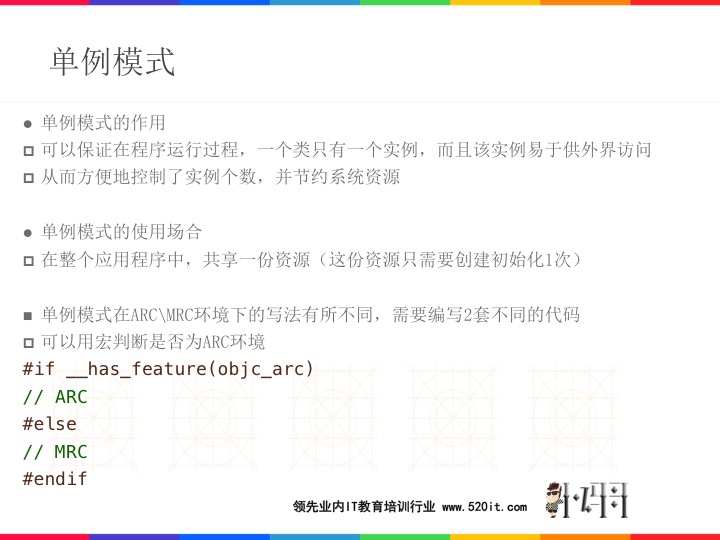 单例模式
● 单例模式的作用
可以保证在程序运行过程，一个类只有一个实例，而且该实例易于供外界访问
从而方便地控制了实例个数，并节约系统资源
● 单例模式的使用场合
在整个应用程序中，共享一份资源（这份资源只需要创建初始化1次）
■ 单例模式在ARC\MRC环境下的写法有所不同，需要编写2套不同的代码
可以用宏判断是否为ARC环境
#if __has_feature(objc_arc)
// ARC
#else
// MRC
#endif
领先业内IT教育培训行业 www.520it.com
小码哥